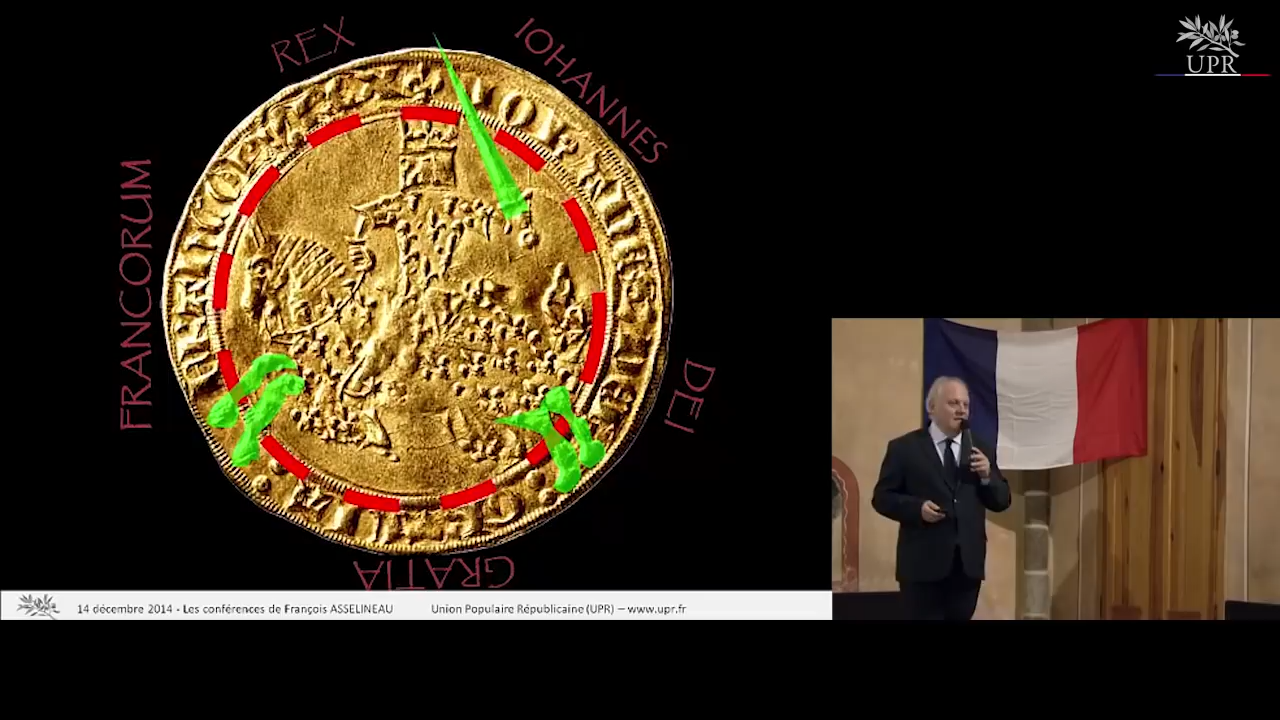 REX
IOHANNES
FRANCORUM
DEI
GRATIA
UPR
14 décembre 2014 - Les conférences de François ASSELINEAU
Union Populaire Républicaine (UPR) – www.upr.fr